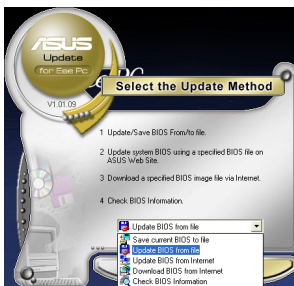 ASUS
Update
for Eee Pc
V1.01.09
PC
Select the Update Method
1 Update/Save BIOS From/to file.
2 Update system BIOS using a specified BIOS file on
ASUS Web Site.
3 Download a specified BIOS image file via Internet.
4 Check BIOS Information.
Update BIOS from file
Save current BIOS to file
Update BIOS from file
Update BIOS from Internet
Download BIOS from Internet
Check BIOS Information